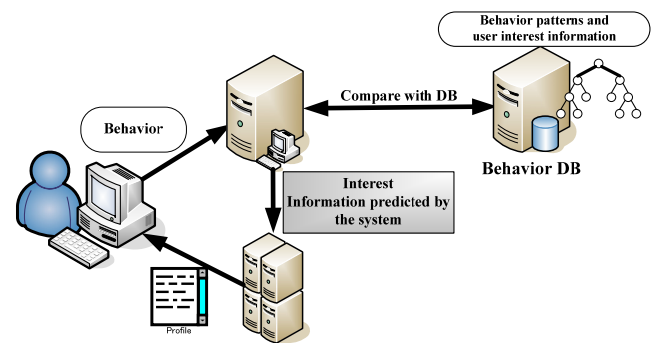 Behavior patterns and
user interest information
Compare with DB
Behavior
Behavior DB
Interest
Information predicted by
the system
Profile